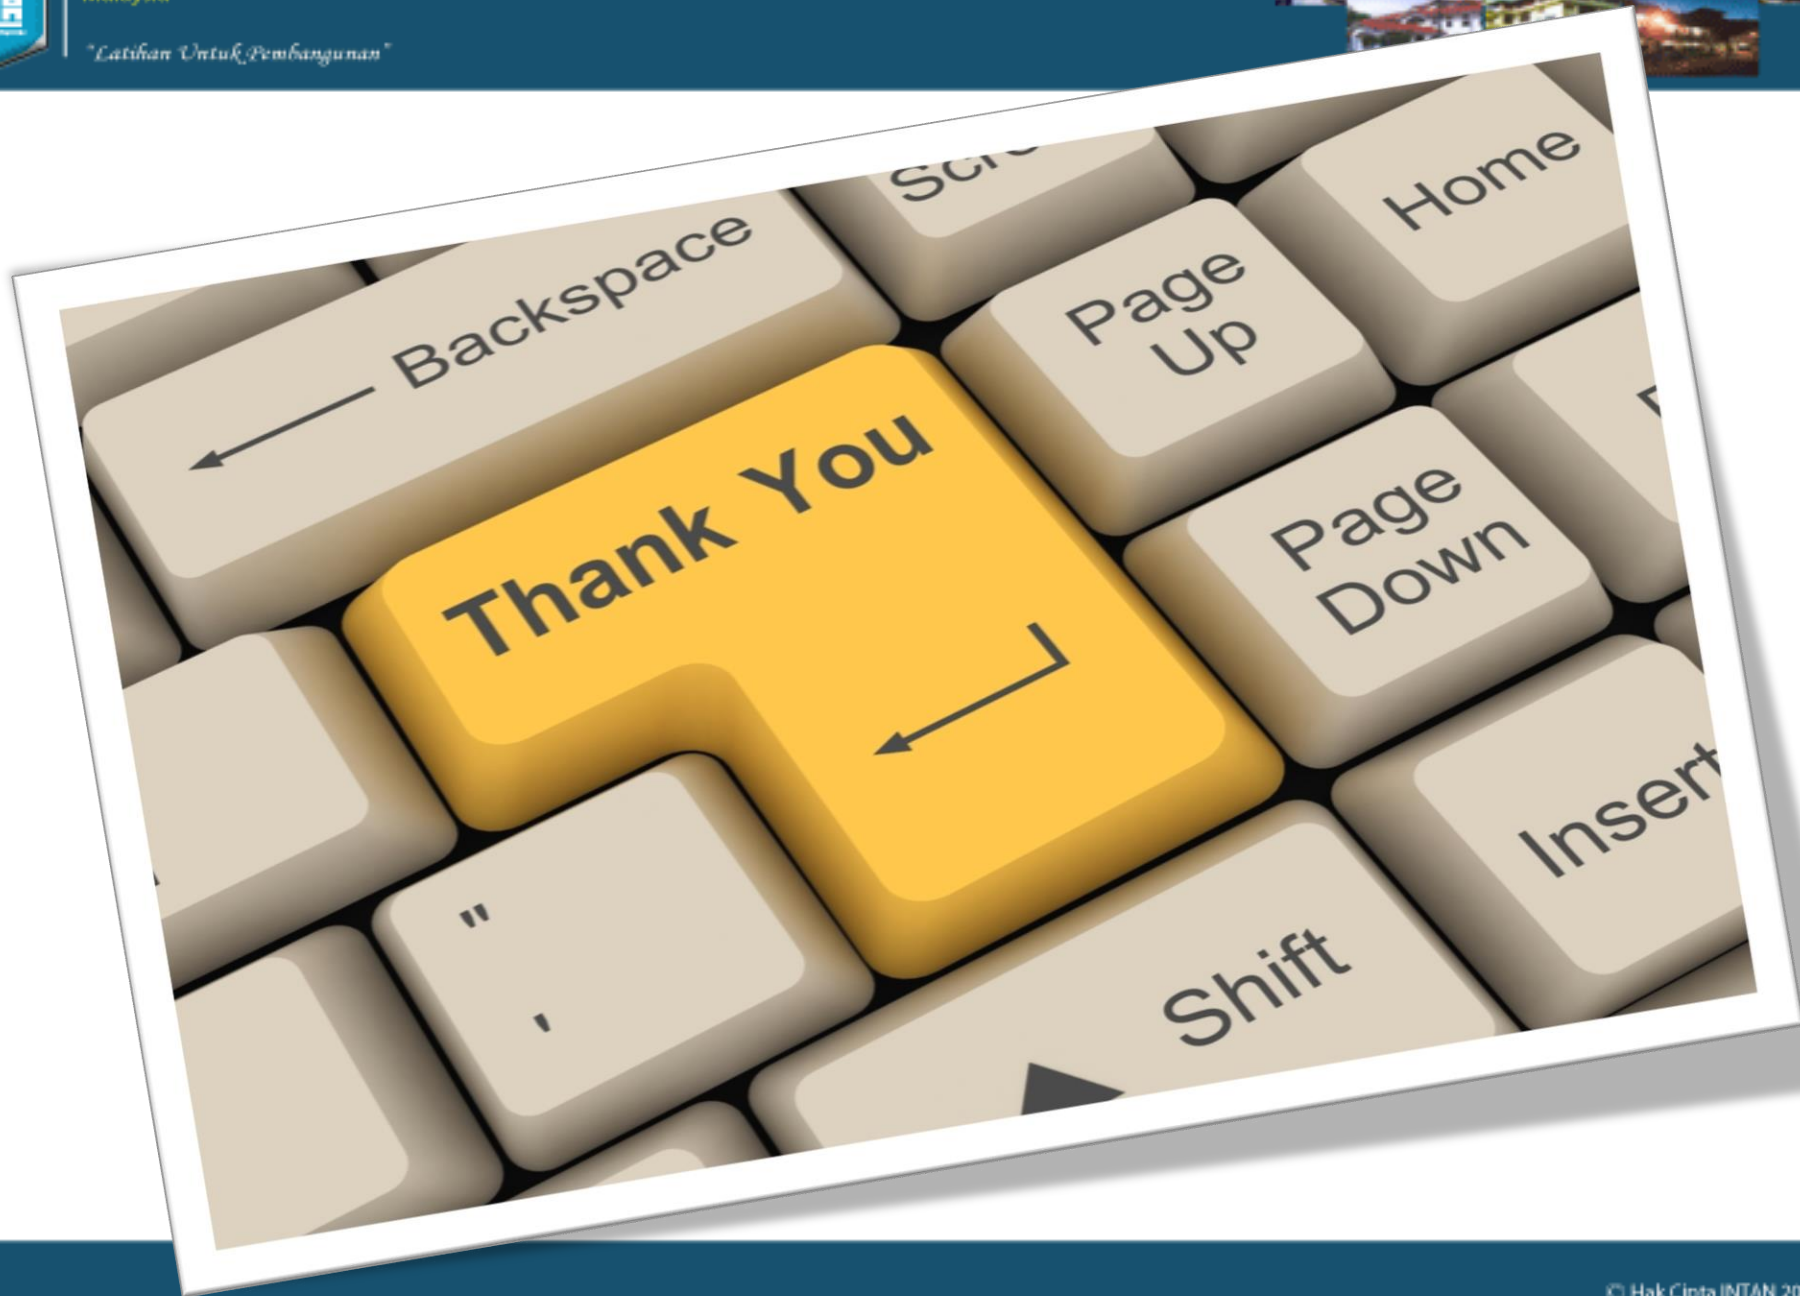 "Latihan Untuk Pembangunan"
Backspace
Home
Page
Up
Thank You
Page
Down
Insert
"
'
Shift
© Hak Cipta INTAN